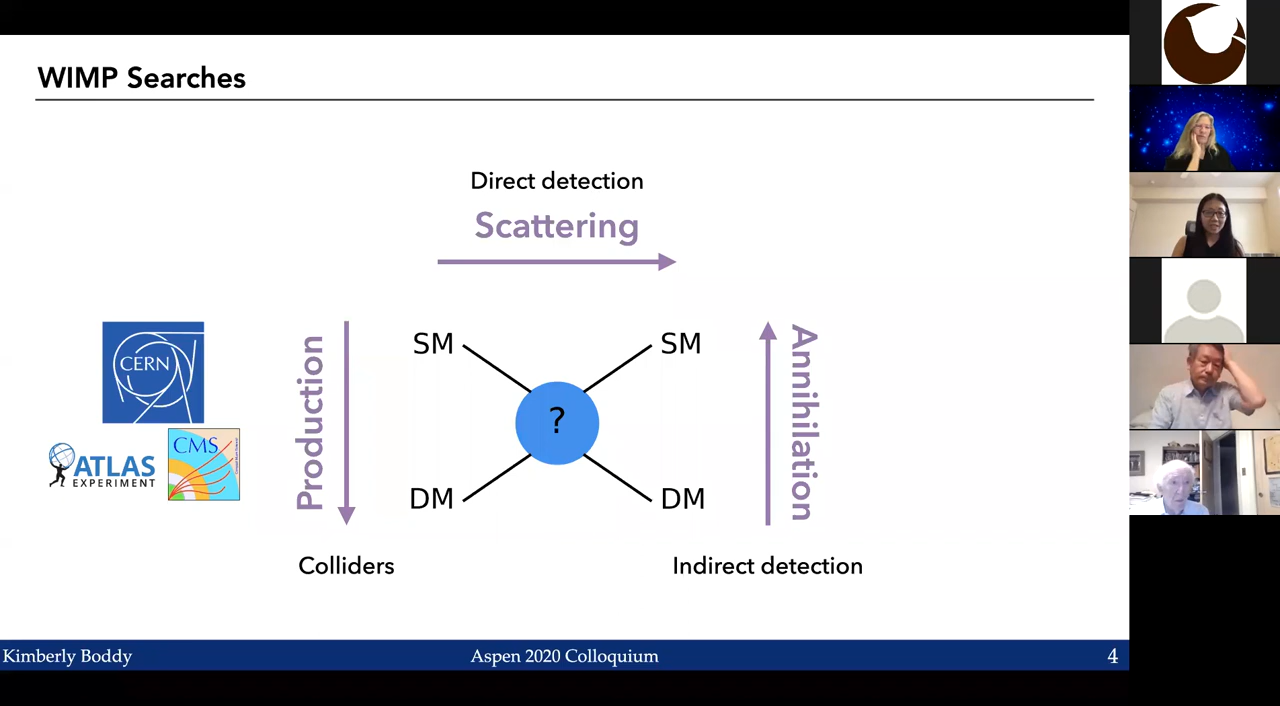 WIMP Searches
Direct detection
Scattering
Production
SM
SM
?
DM
DM
Annihilation
CERN
ATLAS
EXPERIMENT
CMS
Colliders
Indirect detection
Kimberly Boddy
Aspen 2020 Colloquium
4